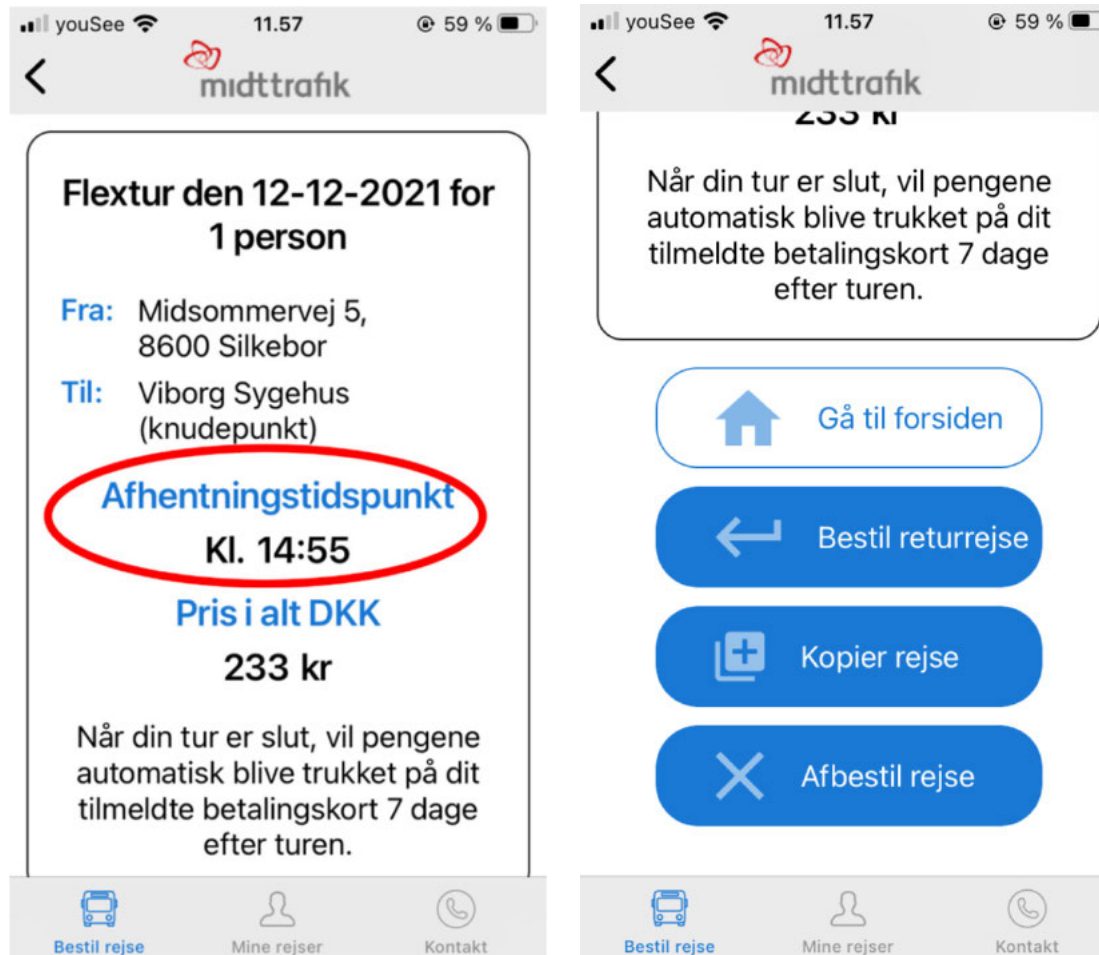 youSee 11.57 59 %
midttrafik
Flextur den 12-12-2021 for
1 person
Fra: Midsommervej 5,
8600 Silkebor
Til: Viborg Sygehus
(knudepunkt)
Afhentningstidspunkt
Kl. 14:55
Pris i alt DKK
233 kr
Når din tur er slut, vil pengene
automatisk blive trukket på dit
tilmeldte betalingskort 7 dage
efter turen.
Bestil rejse Mine rejser Kontakt
youSee 11.57 59 %
midttrafik
233 kr
Når din tur er slut, vil pengene
automatisk blive trukket på dit
tilmeldte betalingskort 7 dage
efter turen.
Gå til forsiden
Bestil returrejse
Kopier rejse
Afbestil rejse
Bestil rejse Mine rejser Kontakt